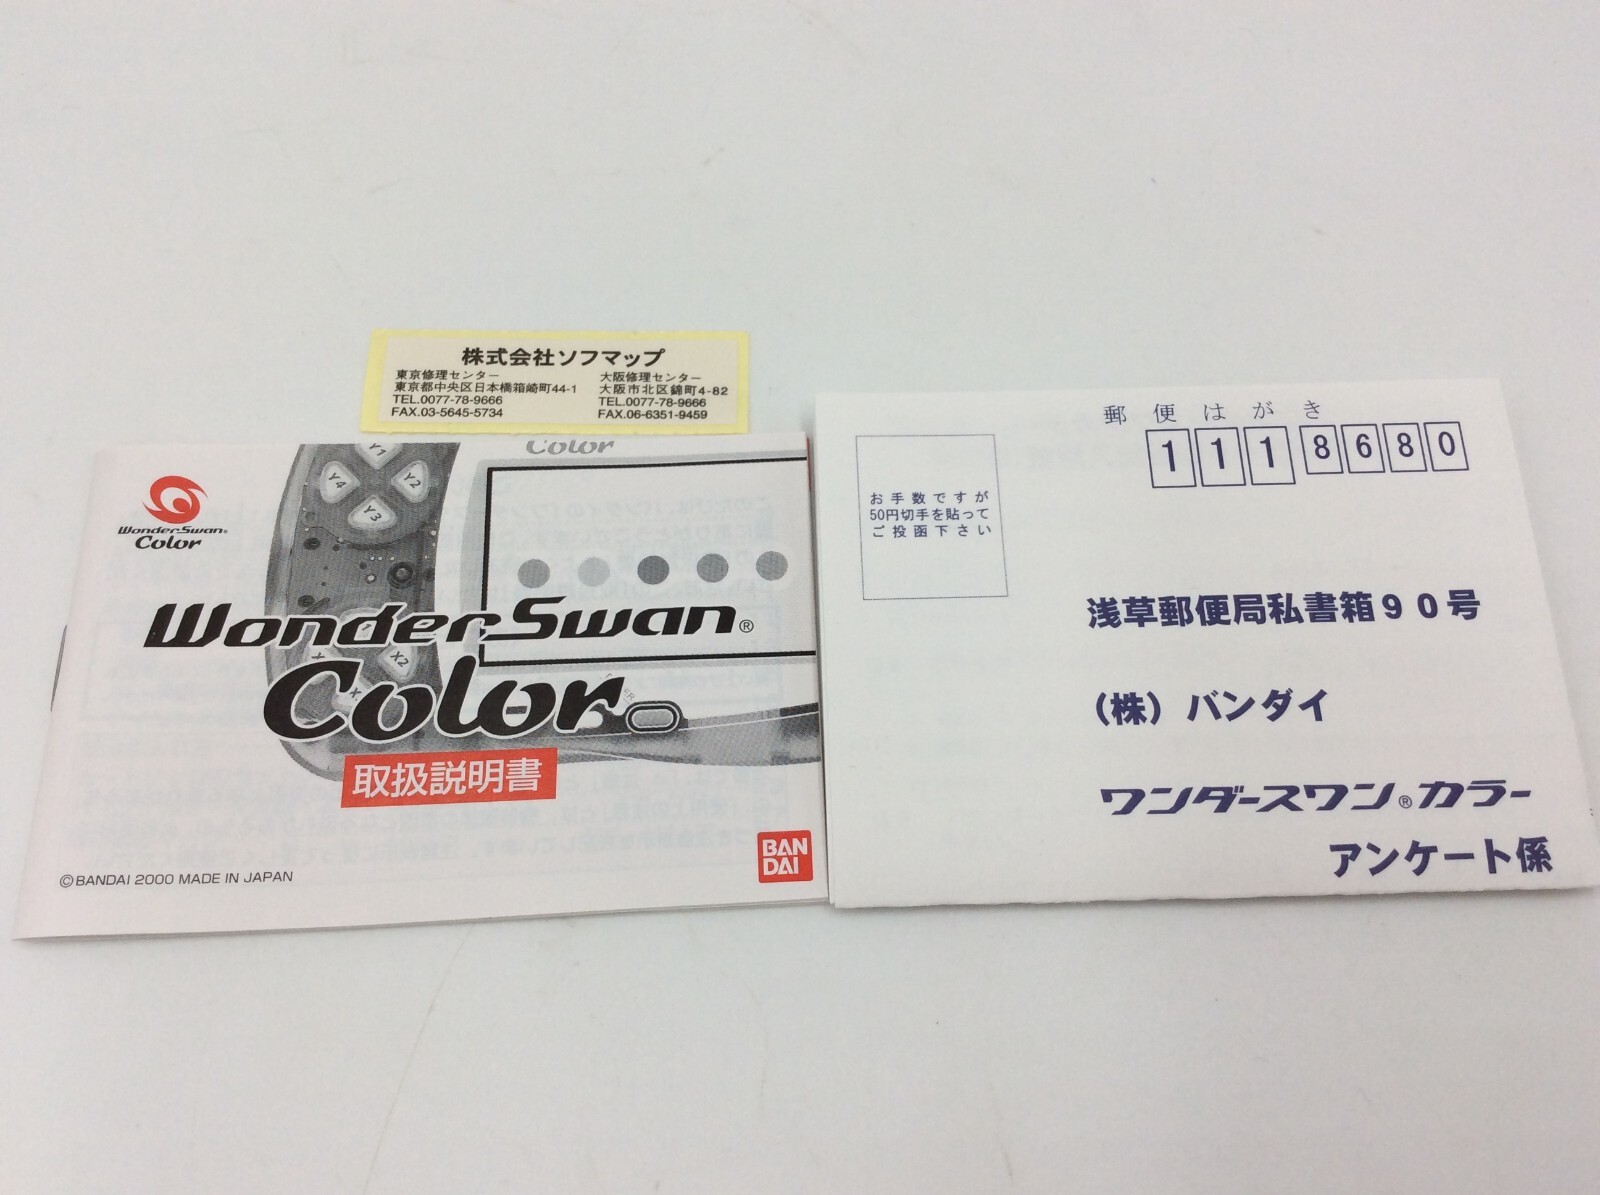 株式会社ソフマップ
東京修理センター
東京都中央区日本橋箱崎町44-1
TEL.0077-78-9666
FAX.03-5645-5734
大阪修理センター
大阪市北区錦町4-82
TEL.0077-78-9666
FAX.06-6351-9459
WonderSwan®
Color
Color
Y1
Y2
Y3
Y4
X2
WonderSwan®
Color
取扱説明書
©BANDAI 2000 MADE IN JAPAN
BAN
DAI
郵便はがき
1118680
お手数ですが
50円切手を貼って
ご投函下さい
浅草郵便局私書箱90号
(株)バンダイ
ワンダースワン®カラー
アンケート係